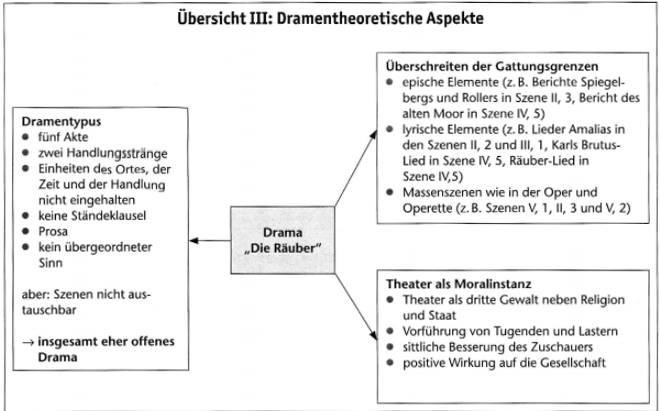 Übersicht III: Dramentheoretische Aspekte
Dramentypus
● fünf Akte
● zwei Handlungsstränge
● Einheiten des Ortes, der
Zeit und der Handlung
nicht eingehalten
● keine Ständeklausel
● Prosa
● kein übergeordneter
Sinn
aber: Szenen nicht aus-
tauschbar
→ insgesamt eher offenes
Drama
Drama
„Die Räuber"
Überschreiten der Gattungsgrenzen
● epische Elemente (z. B. Berichte Spiegel-
bergs und Rollers in Szene II, 3, Bericht des
alten Moor in Szene IV, 5)
● lyrische Elemente (z. B. Lieder Amalias in
den Szenen II, 2 und III, 1, Karls Brutus-
Lied in Szene IV, 5, Räuber-Lied in
Szene IV,5)
● Massenszenen wie in der Oper und
Operette (z. B. Szenen V, 1, II, 3 und V, 2)
Theater als Moralinstanz
● Theater als dritte Gewalt neben Religion
und Staat
● Vorführung von Tugenden und Lastern
● sittliche Besserung des Zuschauers
● positive Wirkung auf die Gesellschaft